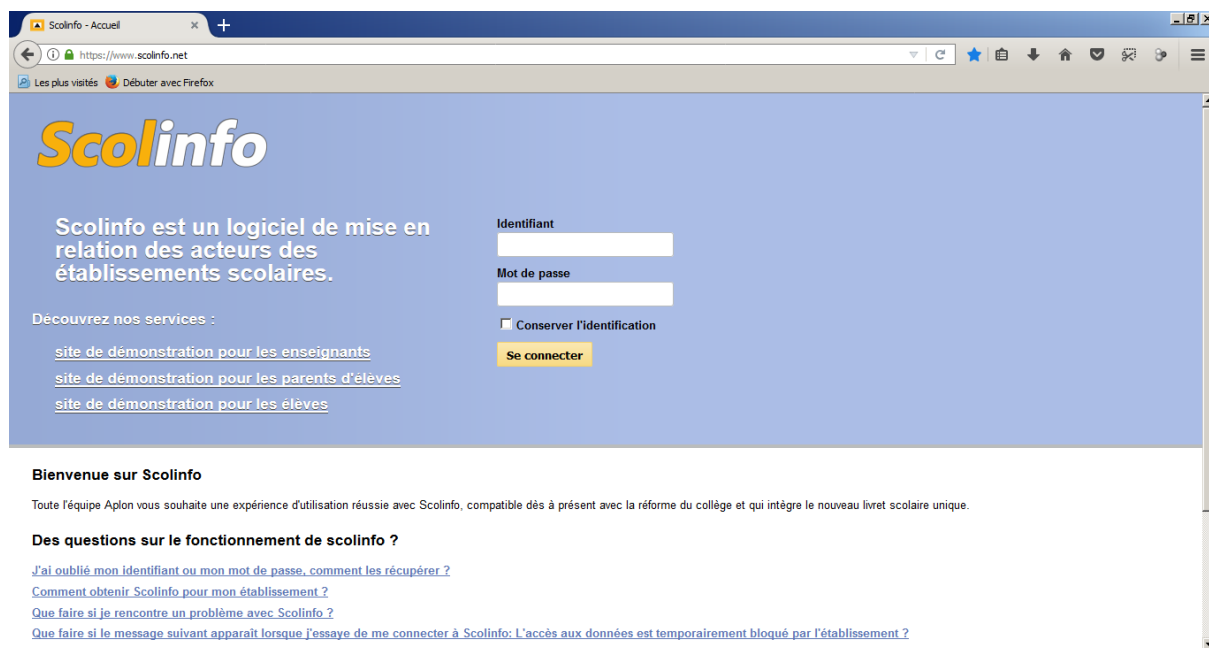 Scolinfo - Accueil
https://www.scolinfo.net
Les plus visités Débuter avec Firefox
Scolinfo
Scolinfo est un logiciel de mise en
relation des acteurs des
établissements scolaires.
Découvrez nos services :
site de démonstration pour les enseignants
site de démonstration pour les parents d'élèves
site de démonstration pour les élèves
Identifiant
Mot de passe
Conserver l'identification
Se connecter
Bienvenue sur Scolinfo
Toute l'équipe Aplon vous souhaite une expérience d'utilisation réussie avec Scolinfo, compatible dès à présent avec la réforme du collège et qui intègre le nouveau livret scolaire unique.
Des questions sur le fonctionnement de scolinfo ?
J'ai oublié mon identifiant ou mon mot de passe, comment les récupérer ?
Comment obtenir Scolinfo pour mon établissement ?
Que faire si je rencontre un problème avec Scolinfo ?
Que faire si le message suivant apparaît lorsque j'essaye de me connecter à Scolinfo: L'accès aux données est temporairement bloqué par l'établissement ?